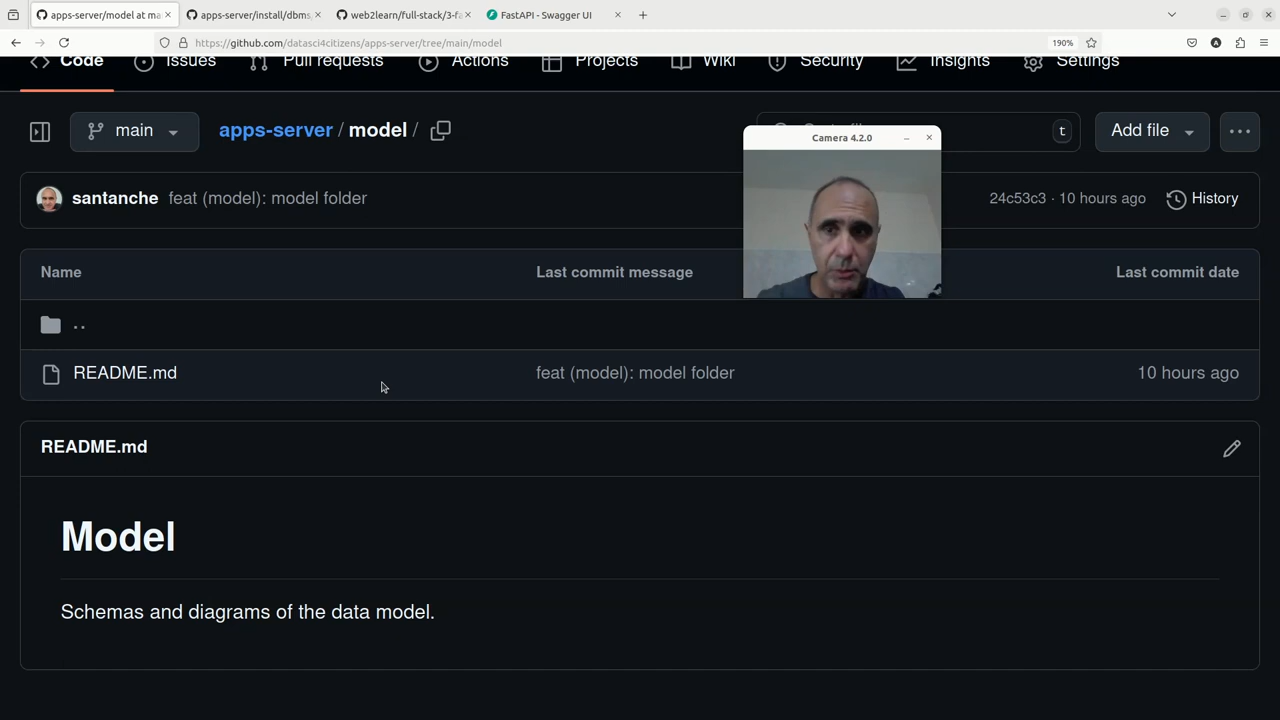 apps-server/model at ma
apps-server/install/dbms
web2learn/full-stack/3-fa
FastAPI - Swagger UI
https://github.com/datasci4citizens/apps-server/tree/main/model
190%
Code
Issues
Pull requests
Actions
Projects
Wiki
Security
Insights
Settings
main
apps-server / model /
t
Add file
Camera 4.2.0
santanche feat (model): model folder
24c53c3 · 10 hours ago
History
Name
Last commit message
Last commit date
..
README.md
feat (model): model folder
10 hours ago
README.md
Model
Schemas and diagrams of the data model.